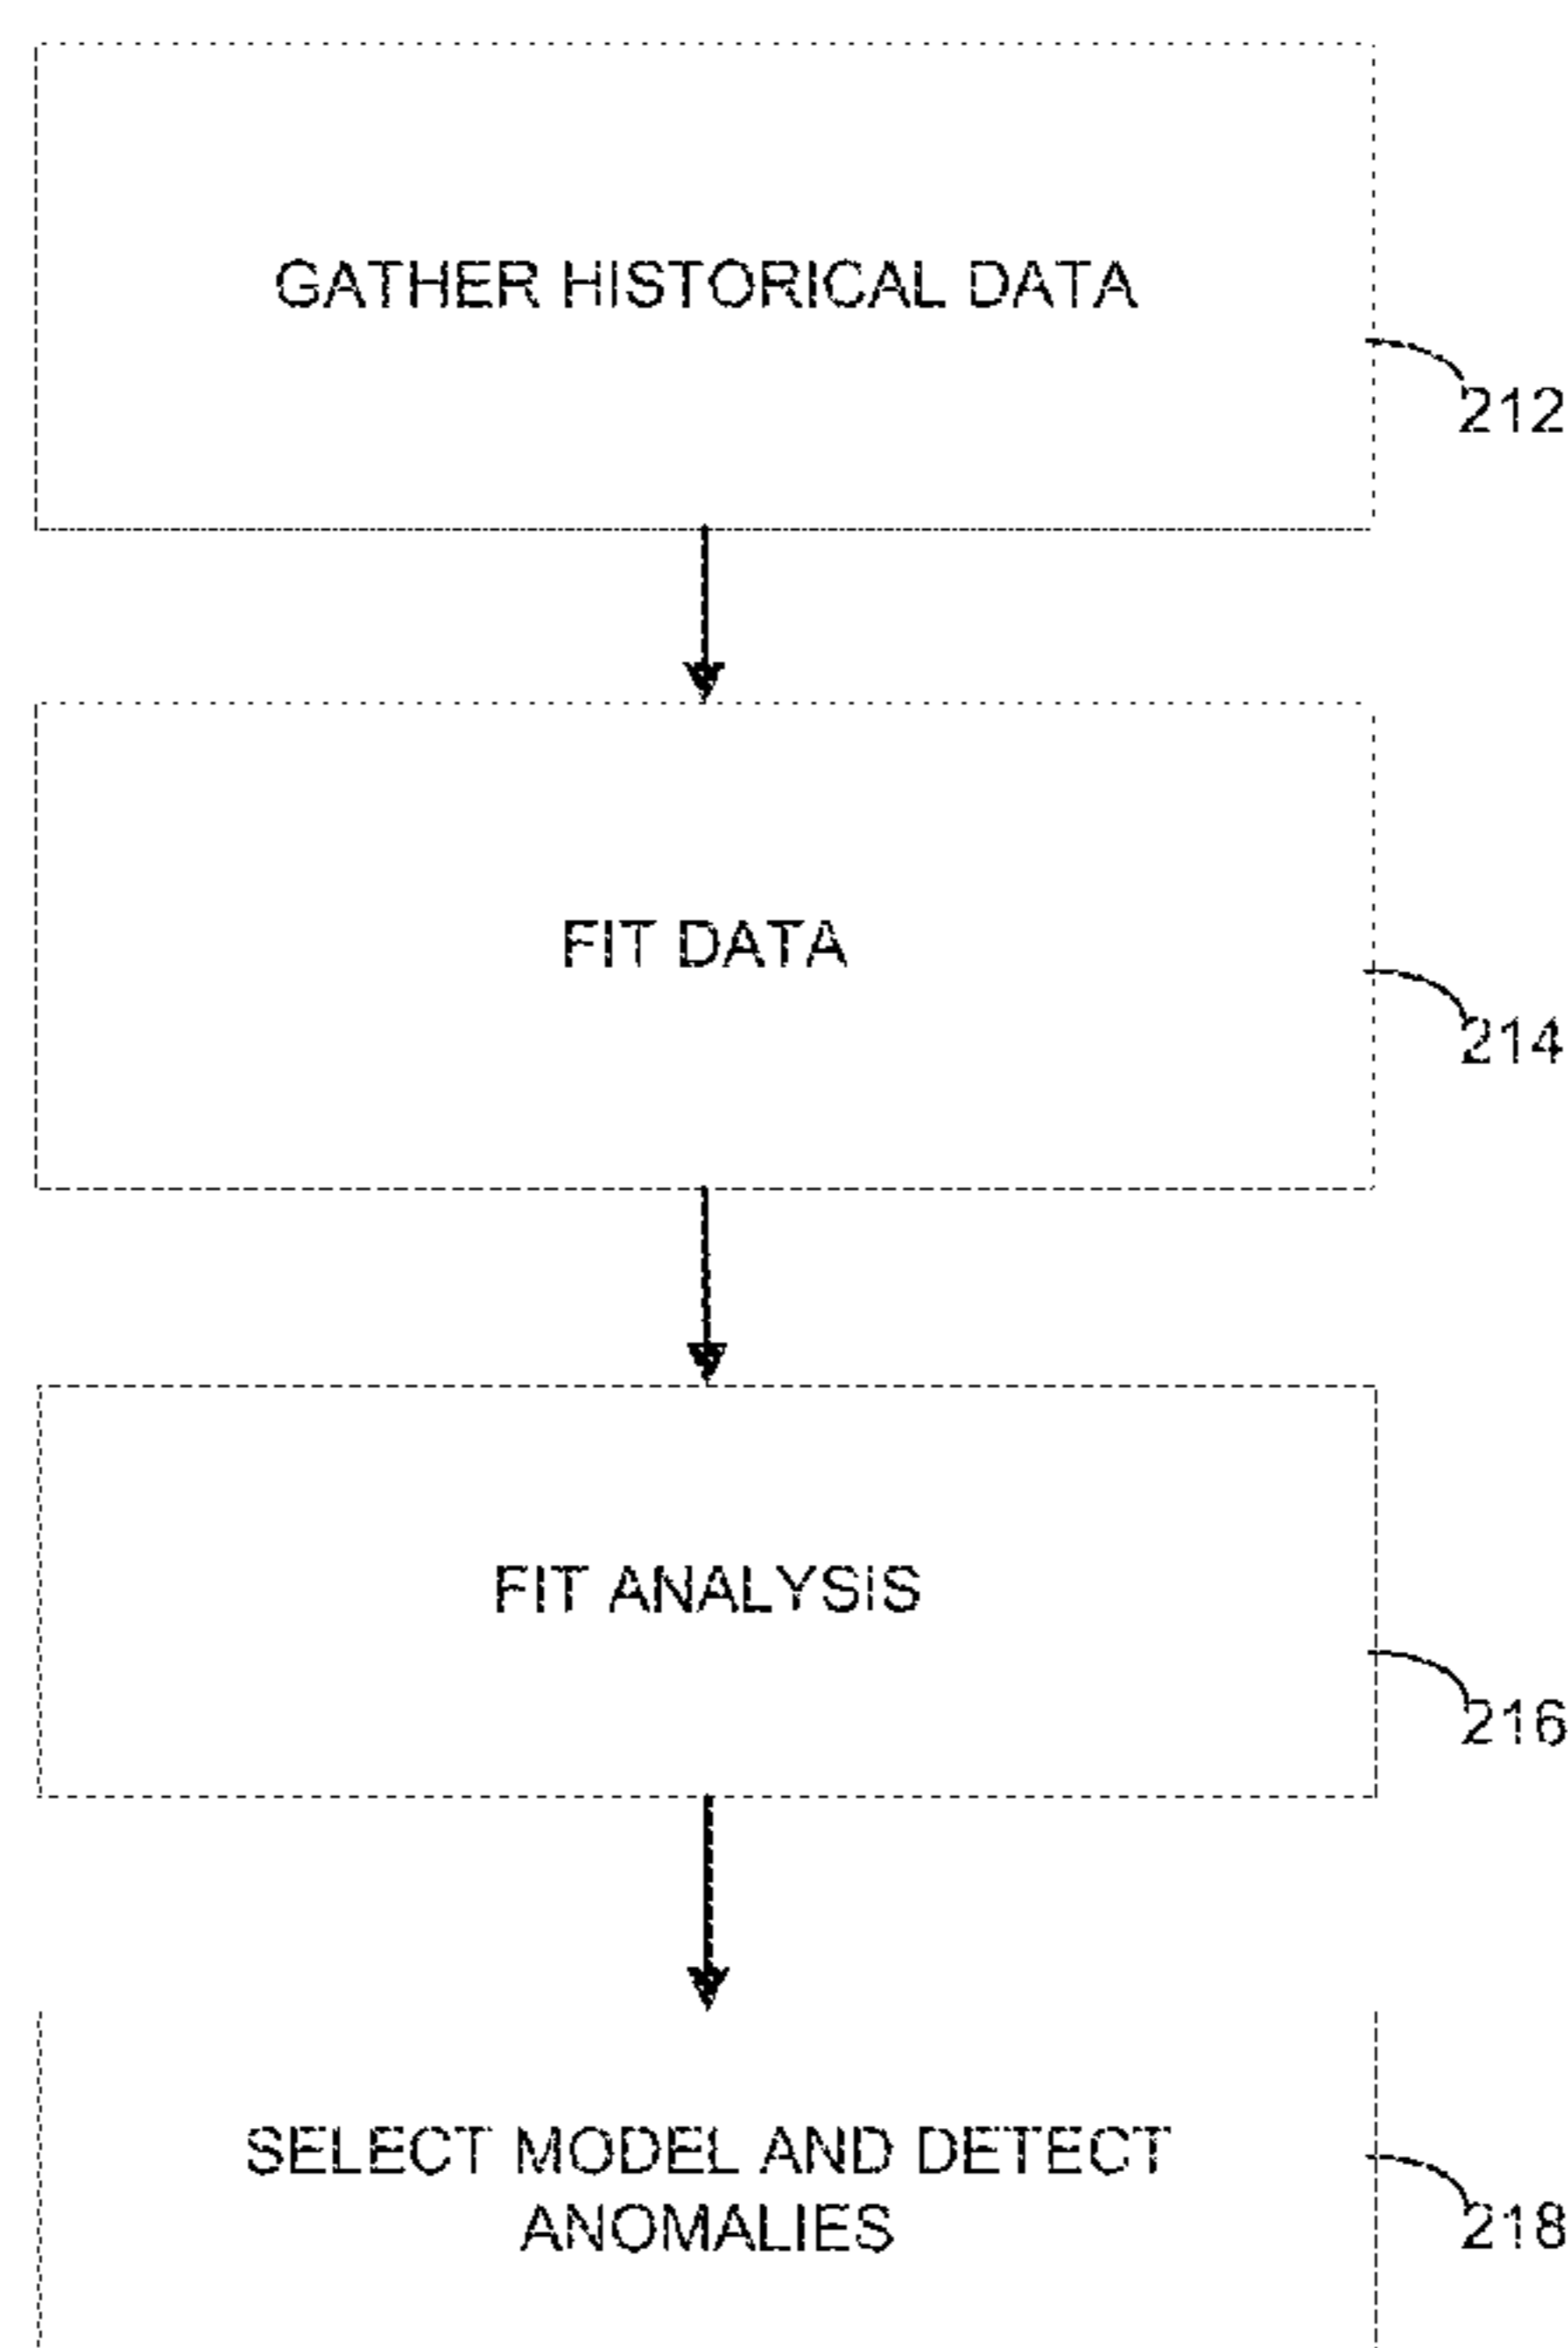 GATHER HISTORICAL DATA
212
FIT DATA
214
FIT ANALYSIS
216
SELECT MODEL AND DETECT
ANOMALIES
218